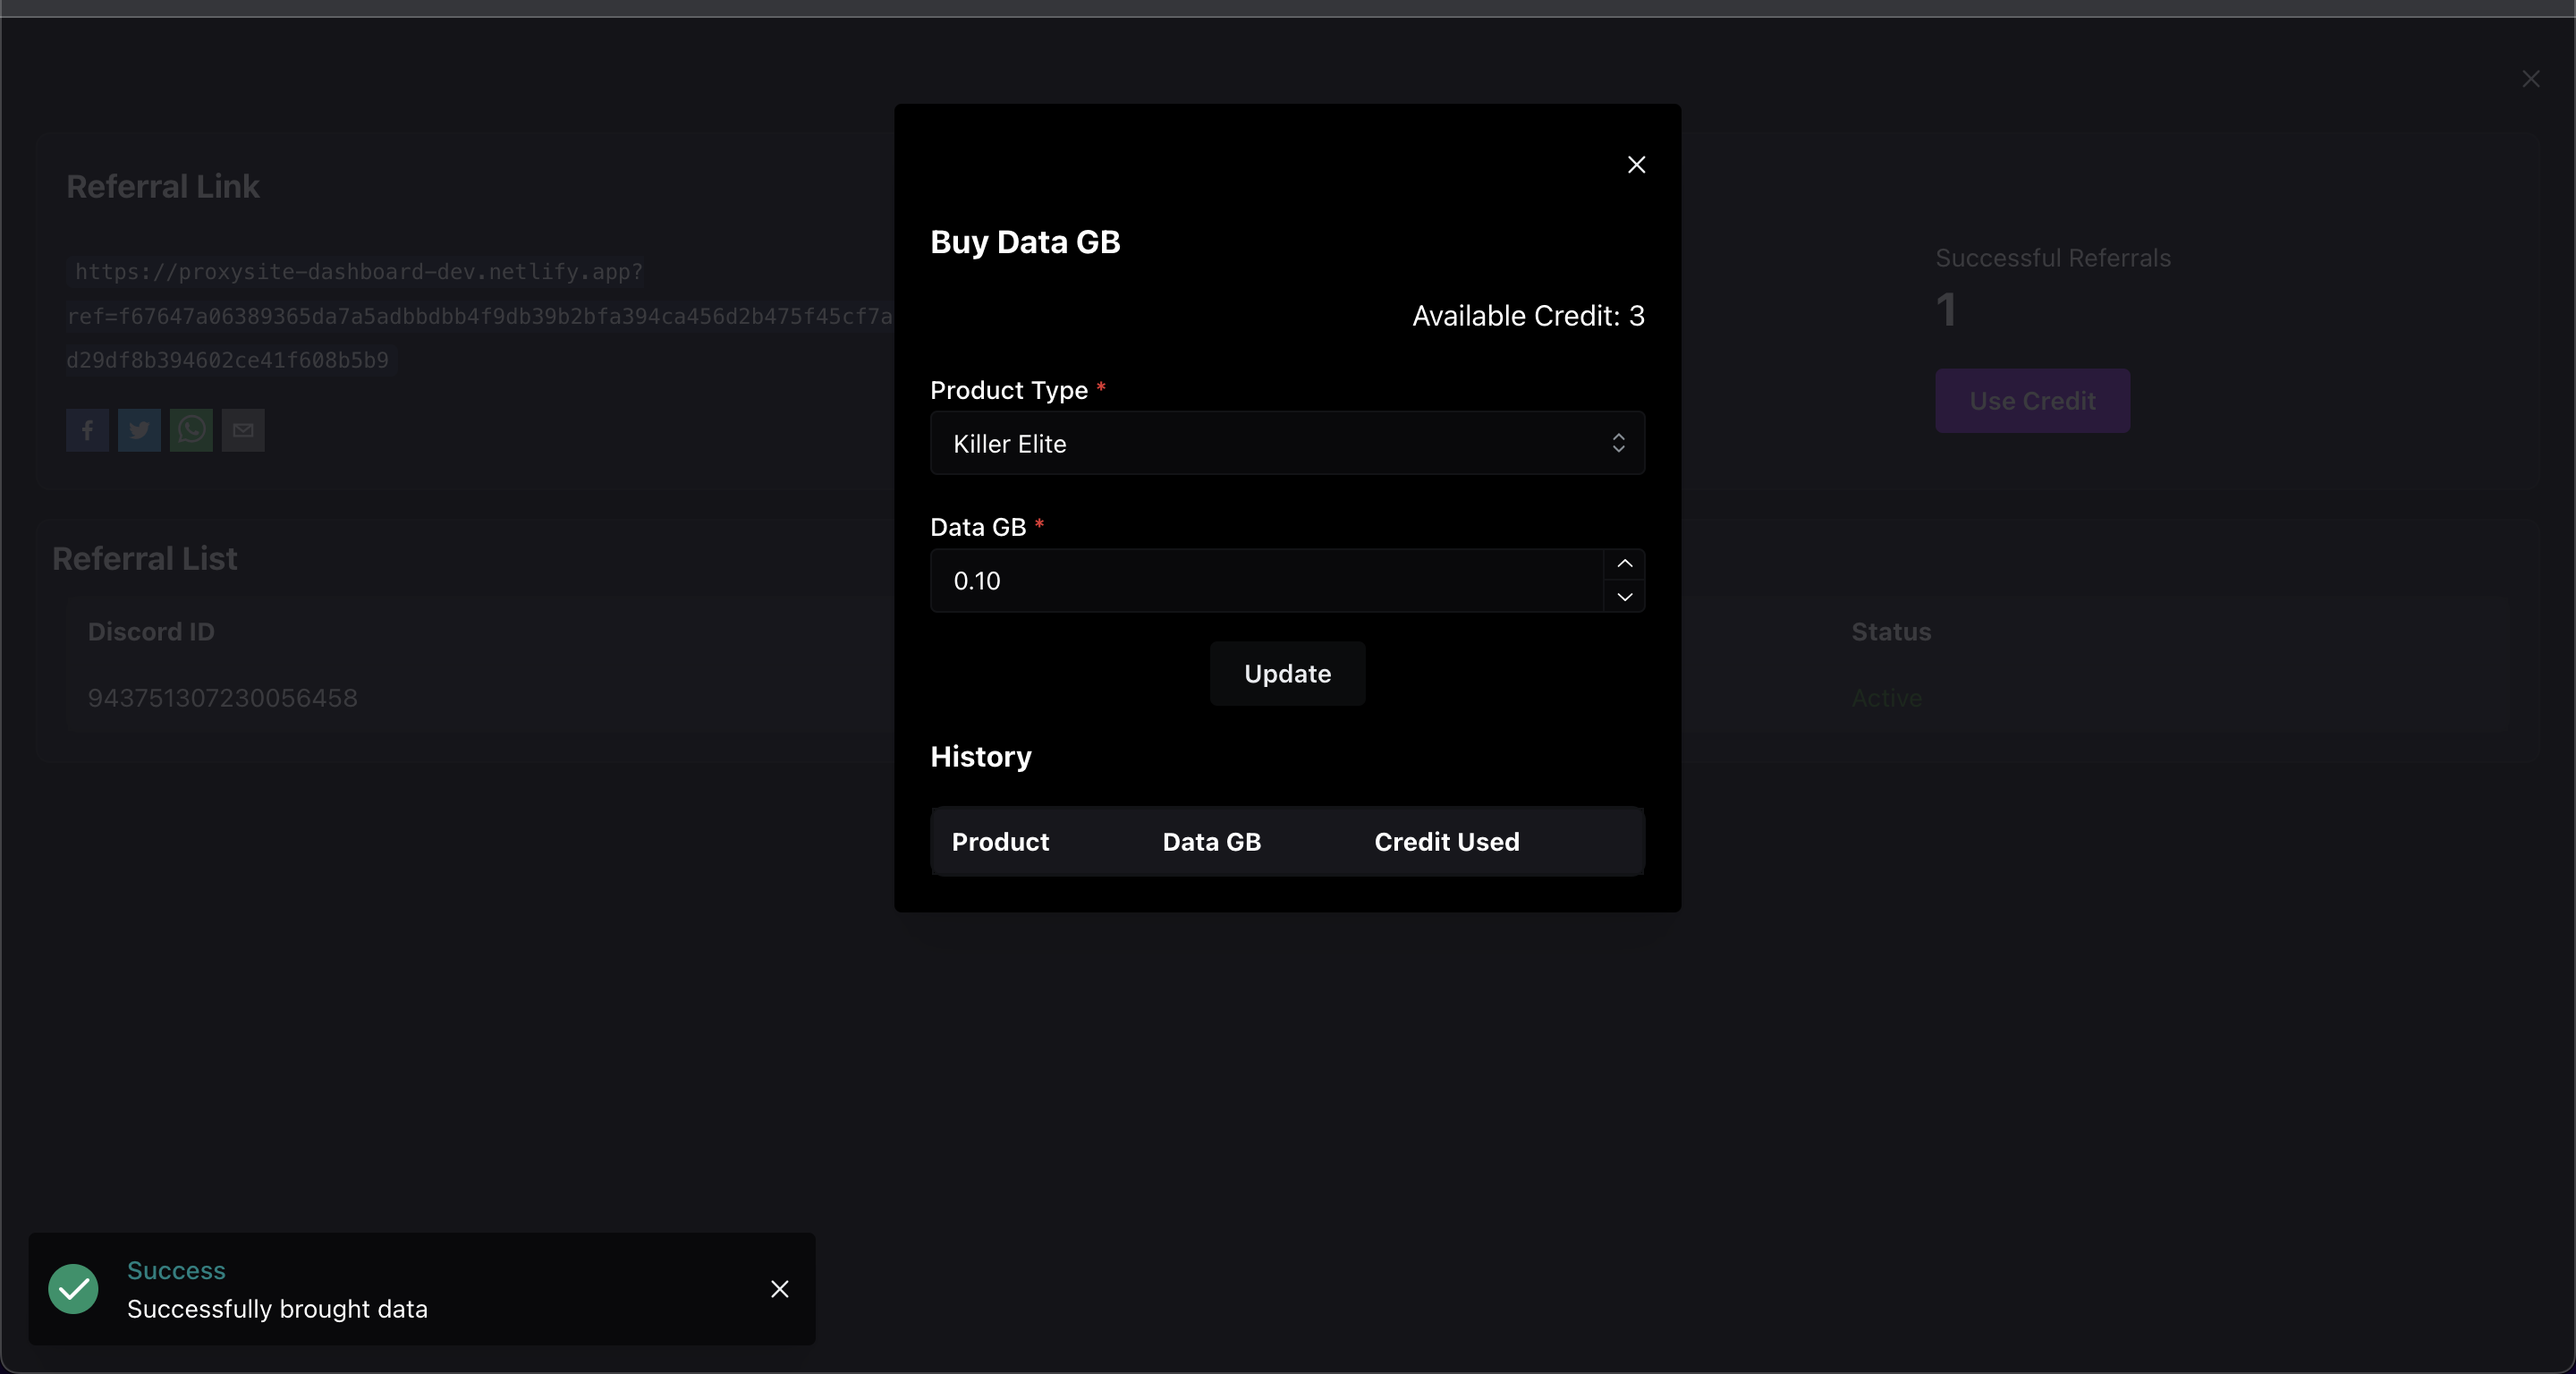 Referral Link
https://proxysite-dashboard-dev.netlify.app?
ref=f67647a06389365da7a5adbbdbb4f9db39b2bfa394ca456d2b475f45cf7a
d29df8b394602ce41f608b5b9
Successful Referrals
1
Use Credit
Referral List
Discord ID
Status
943751307230056458
Active
Buy Data GB
Available Credit: 3
Product Type *
Killer Elite
Data GB *
0.10
Update
History
Product Data GB Credit Used
Success
Successfully brought data